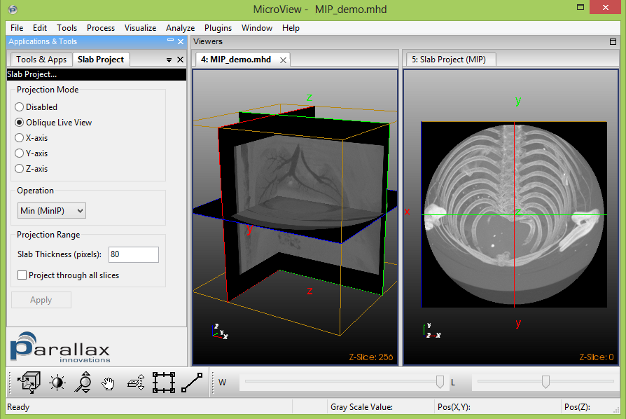 MicroView - MIP_demo.mhd
File Edit Tools Process Visualize Analyze Plugins Window Help
Applications & Tools
Viewers
Tools & Apps
Slab Project
4: MIP_demo.mhd
5: Slab Project (MIP)
Slab Project...
Projection Mode
Disabled
Oblique Live View
X-axis
Y-axis
Z-axis
Operation
Min (MinIP)
Projection Range
Slab Thickness (pixels): 80
Project through all slices
Apply
Parallax
innovations
z
y
z
Z-Slice: 256
y
x
y
Z-Slice: 0
W
L
Ready
Gray Scale Value:
Pos(X,Y):
Pos(Z):